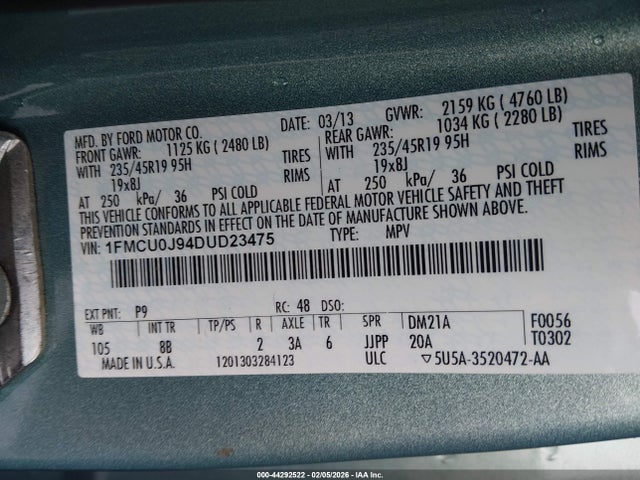 MFD. BY FORD MOTOR CO.
DATE: 03/13 GVWR: 2159 KG ( 4760 LB)
FRONT GAWR: 1125 KG ( 2480 LB) REAR GAWR: 1034 KG ( 2280 LB)
WITH 235/45R19 95H TIRES WITH 235/45R19 95H TIRES
19x8J RIMS 19x8J RIMS
AT 250 kPa/ 36 PSI COLD AT 250 kPa/ 36 PSI COLD
THIS VEHICLE CONFORMS TO ALL APPLICABLE FEDERAL MOTOR VEHICLE SAFETY AND THEFT
PREVENTION STANDARDS IN EFFECT ON THE DATE OF MANUFACTURE SHOWN ABOVE.
VIN: 1FMCU0J94DUD23475 TYPE: MPV
EXT PNT: P9 RC: 48 DSO:
WB INT TR TP/PS R AXLE TR SPR DM21A F0056
105 8B 2 3A 6 JJPP 20A T0302
MADE IN U.S.A. 1201303284123 ULC ▽5U5A-3520472-AA
000-44292522 - 02/05/2026 - IAA Inc.